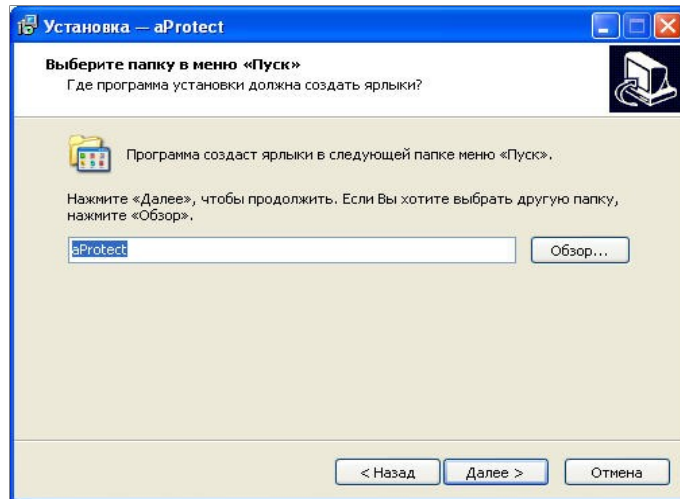 Установка — aProtect
Выберите папку в меню «Пуск»
Где программа установки должна создать ярлыки?
Программа создаст ярлыки в следующей папке меню «Пуск».
Нажмите «Далее», чтобы продолжить. Если Вы хотите выбрать другую папку,
нажмите «Обзор».
aProtect
Обзор...
< Назад
Далее >
Отмена